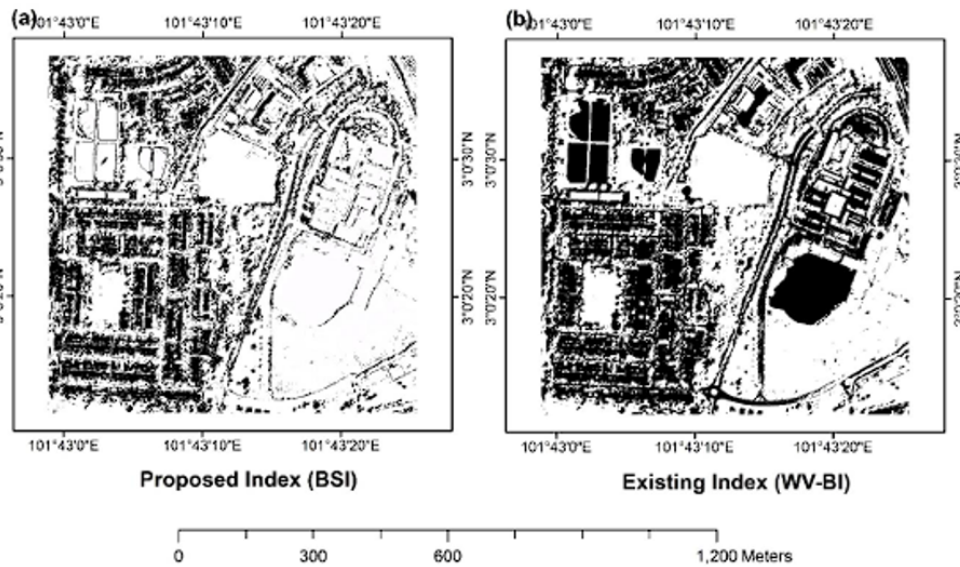 (a) 101°43'0"E 101°43'10"E 101°43'20"E
(b) 101°43'0"E 101°43'10"E 101°43'20"E
3°0'30"N 3°0'30"N
3°0'20"N 3°0'20"N
101°43'0"E 101°43'10"E 101°43'20"E
101°43'0"E 101°43'10"E 101°43'20"E
Proposed Index (BSI)
Existing Index (WV-BI)
0 300 600 1,200 Meters